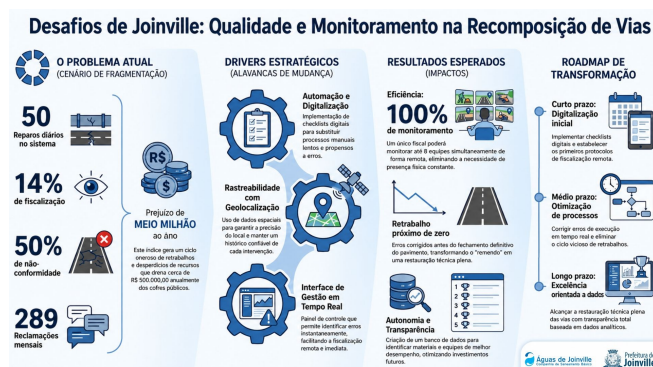 Desafios de Joinville: Qualidade e Monitoramento na Recomposição de Vias
O PROBLEMA ATUAL
(CENÁRIO DE FRAGMENTAÇÃO)
50
Reparos diários
no sistema
14%
de fiscalização
50%
de não-
conformidade
289
Reclamações
mensais
R$
$
$
Prejuízo de
MEIO MILHÃO
ao âno
Este índice gera um ciclo
oneroso de retrabalhos
e desperdícios de recursos
que drena cerca de
R$ 500.000,00 anualmente
dos cofres públicos.
DRIVERS ESTRATÉGICOS
(ALAVANCAS DE MUDANÇA)
Automação e
Digitalização
Implementação de
checklists digitais
para substituir
processos manuais
lentos e propensos
a erros.
Rastreabilidade
com
Geolocalização
Uso de dados espaciais
para garantir a precisão
do local e manter um
histórico confiável de
cada intervenção.
Interface de
Gestão em
Tempo Real
Painel de controle que
permite identificar erros
instantaneamente,
facilitando a fiscalização
remota e imediata.
RESULTADOS ESPERADOS
(IMPACTOS)
Eficiência:
100%
de monitoramento
Um único fiscal poderá
monitorar até 8 equipes simultaneamente de
forma remota, eliminando a necessidade de
presença física constante.
Retrabalho
próximo de zero
Erros corrigidos antes do fechamento definitivo
do pavimento, transformando o "remedo" em
uma restauração técnica plena.
1
2
3
4
5
Autonomia e
Transparência
Criação de um banco de dados para
identificar materiais e equipes de melhor
desempenho, otimizando investimentos
futuros.
ROADMAP DE
TRANSFORMAÇÃO
Curto prazo:
Digitalização
inicial
Implementar checklists
digitais e estabelecer
os primeiros protocolos
de fiscalização remota.
Médio prazo:
Otimização
de processos
Corrigir erros de execução
em tempo real e eliminar
o ciclo vicioso de retrabalhos.
Longo prazo:
Excelência
orientada a dados
Alcançar a restauração técnica plena
das vias com transparência total
baseada em dados analíticos.
Águas de Joinville
Companhia de Saneamento Básico
Prefeitura de
Joinville